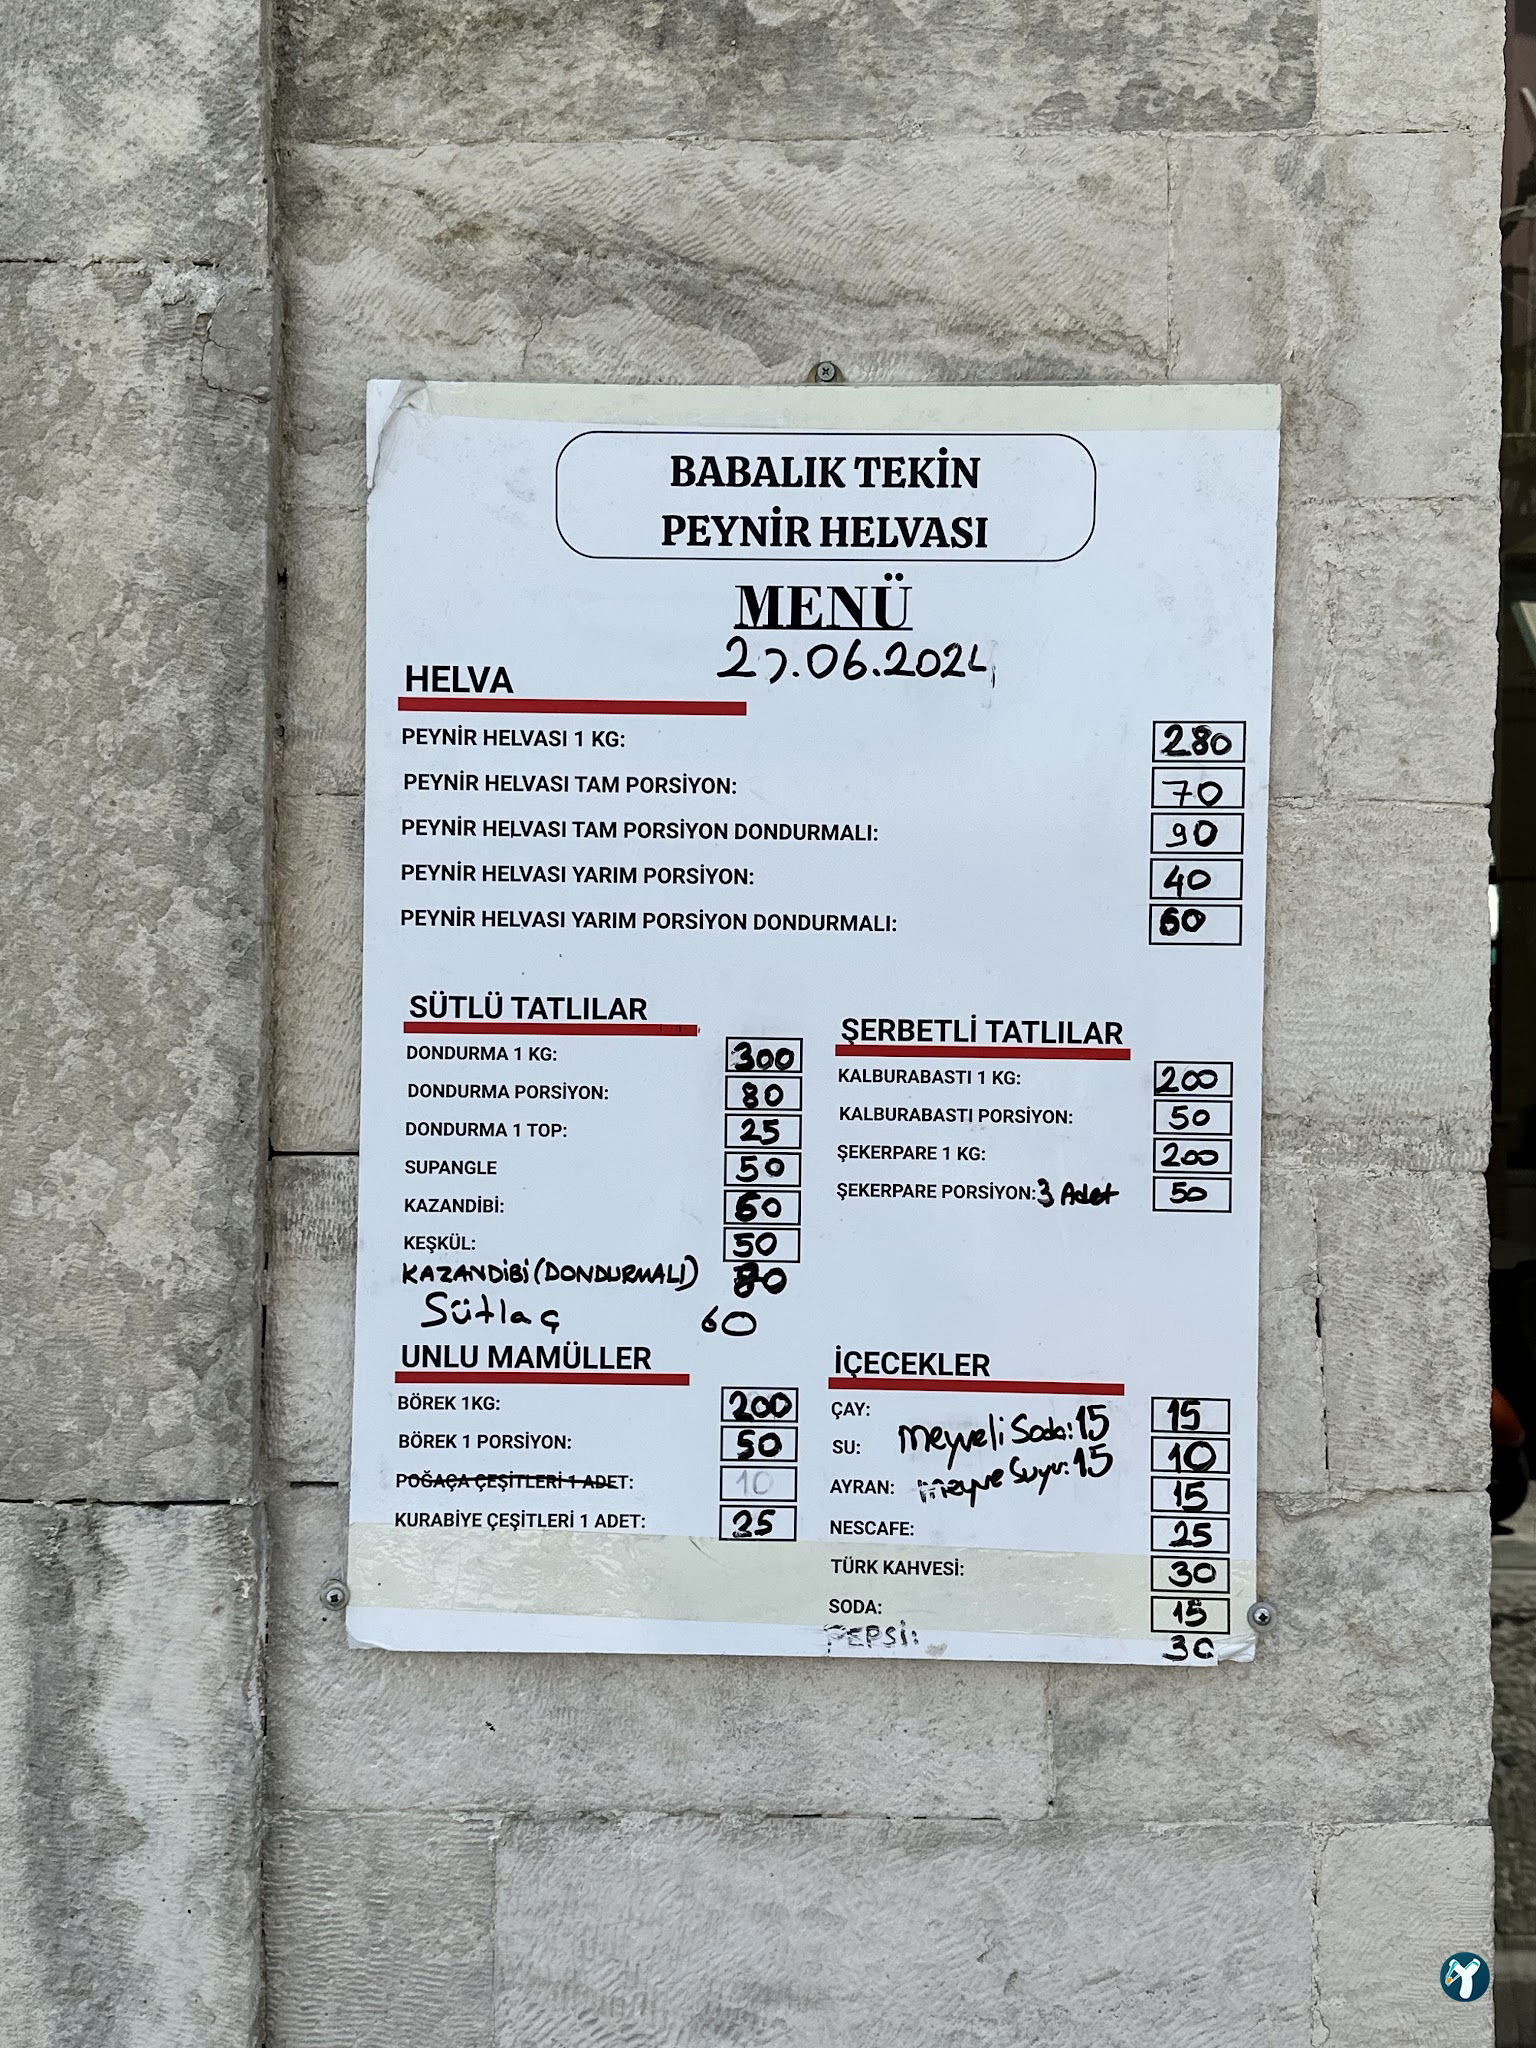 BABALIK TEKİN
PEYNİR HELVASI
MENÜ
27.06.2024
HELVA
PEYNİR HELVASI 1 KG: 280
PEYNİR HELVASI TAM PORSİYON: 70
PEYNİR HELVASI TAM PORSİYON DONDURMALI: 90
PEYNİR HELVASI YARIM PORSİYON: 40
PEYNİR HELVASI YARIM PORSİYON DONDURMALI: 60
SÜTLÜ TATLILAR
DONDURMA 1 KG: 300
DONDURMA PORSİYON: 80
DONDURMA 1 TOP: 25
SUPANGLE 50
KAZANDİBİ: 60
KEŞKÜL: 50
KAZANDİBİ (DONDURMALI) 80
Sütlaç 60
ŞERBETLİ TATLILAR
KALBURABASTI 1 KG: 200
KALBURABASTI PORSİYON: 50
ŞEKERPARE 1 KG: 200
ŞEKERPARE PORSİYON: 3 Adet 50
UNLU MAMÜLLER
BÖREK 1KG: 200
BÖREK 1 PORSİYON: 50
POĞAÇA ÇEŞİTLERİ 1 ADET: 10
KURABİYE ÇEŞİTLERİ 1 ADET: 25
İÇECEKLER
ÇAY: 15
meyveli Soda: 15
SU: 10
meyve Suyu: 15
AYRAN: 15
NESCAFE: 25
TÜRK KAHVESİ: 30
SODA: 15
PEPSİ: 30